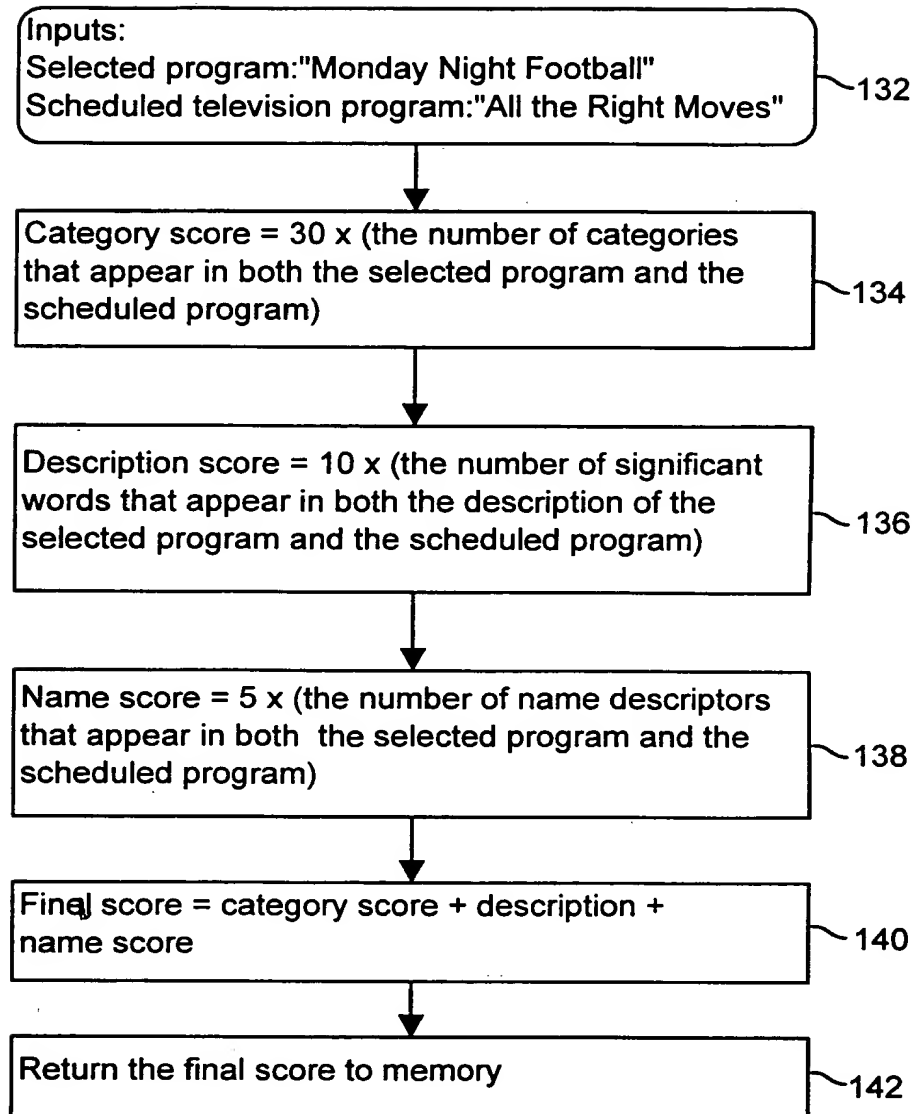 Inputs:
Selected program:"Monday Night Football"
Scheduled television program:"All the Right Moves"
132
Category score = 30 x (the number of categories
that appear in both the selected program and the
scheduled program)
134
Description score = 10 x (the number of significant
words that appear in both the description of the
selected program and the scheduled program)
136
Name score = 5 x (the number of name descriptors
that appear in both the selected program and the
scheduled program)
138
Final score = category score + description +
name score
140
Return the final score to memory
142